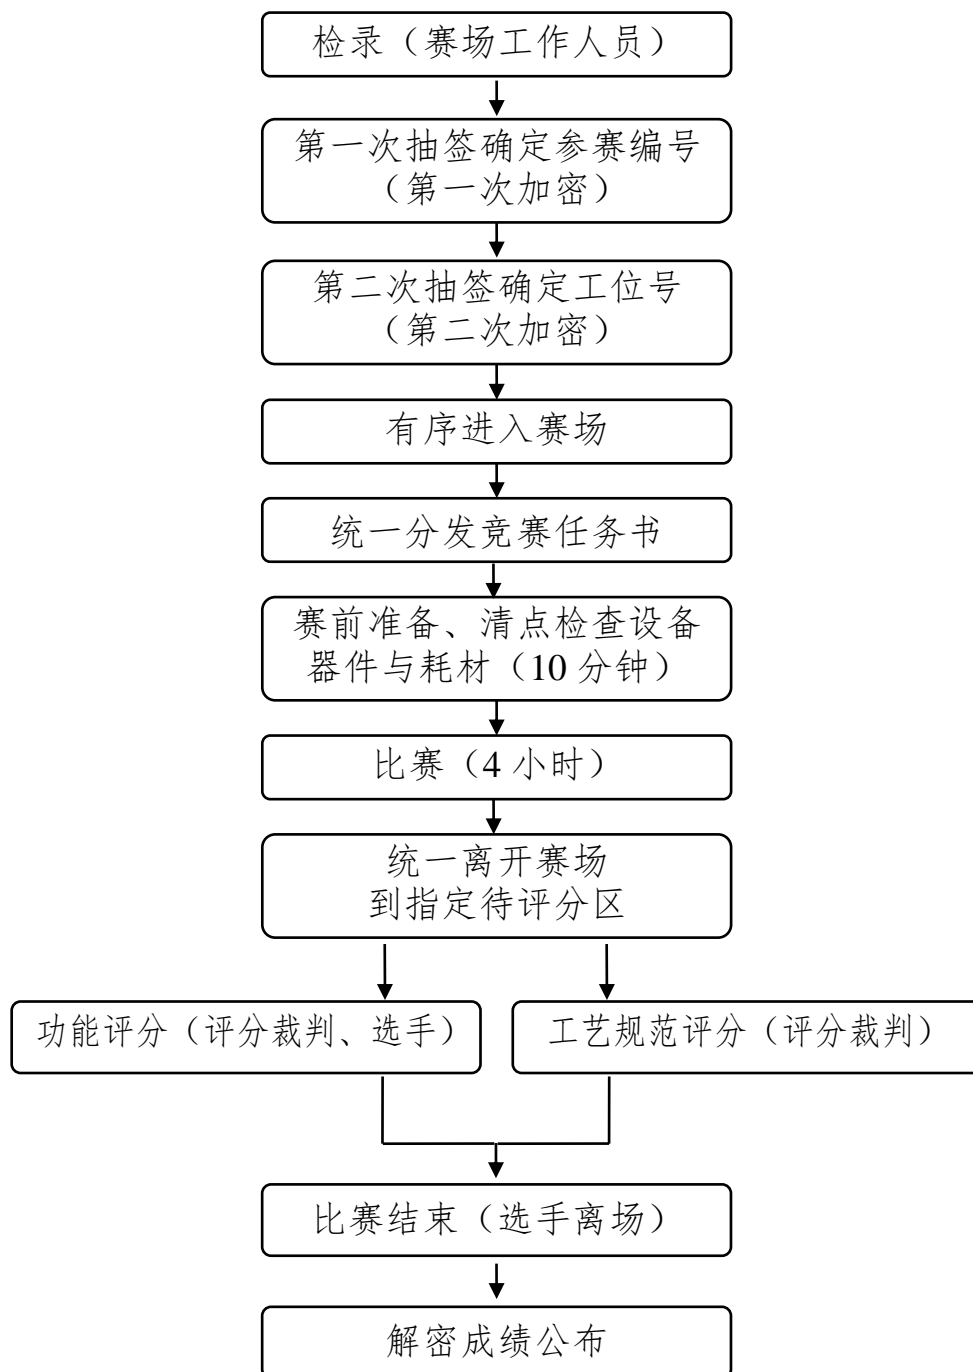 检录（赛场工作人员）
第一次抽签确定参赛编号
（第一次加密）
第二次抽签确定工位号
（第二次加密）
有序进入赛场
统一分发竞赛任务书
赛前准备、清点检查设备
器件与耗材（10 分钟）
比赛（4 小时）
统一离开赛场
到指定待评分区
功能评分（评分裁判、选手）
工艺规范评分（评分裁判）
比赛结束（选手离场）
解密成绩公布